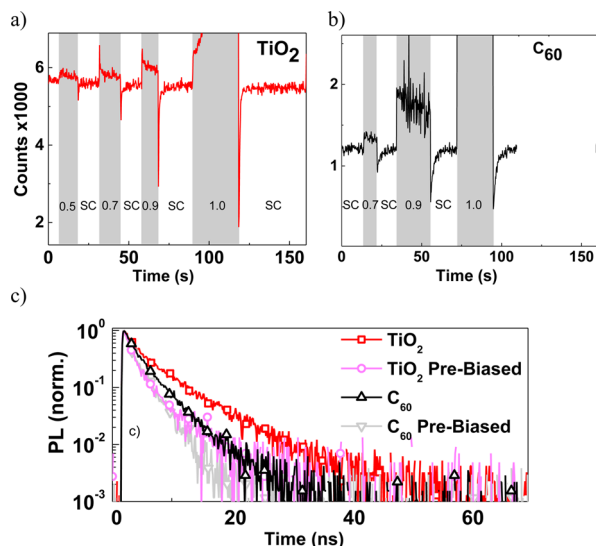 a)
TiO2
Counts x1000
6
4
2
0.5 SC 0.7 SC 0.9 SC 1.0 SC
0 50 100 150
Time (s)
b)
C60
2
1
SC 0.7 SC 0.9 SC 1.0
0 50 100 150
Time (s)
c)
PL (norm.)
10^0
10^-1
10^-2
10^-3
c)
TiO2
TiO2 Pre-Biased
C60
C60 Pre-Biased
0 20 40 60
Time (ns)